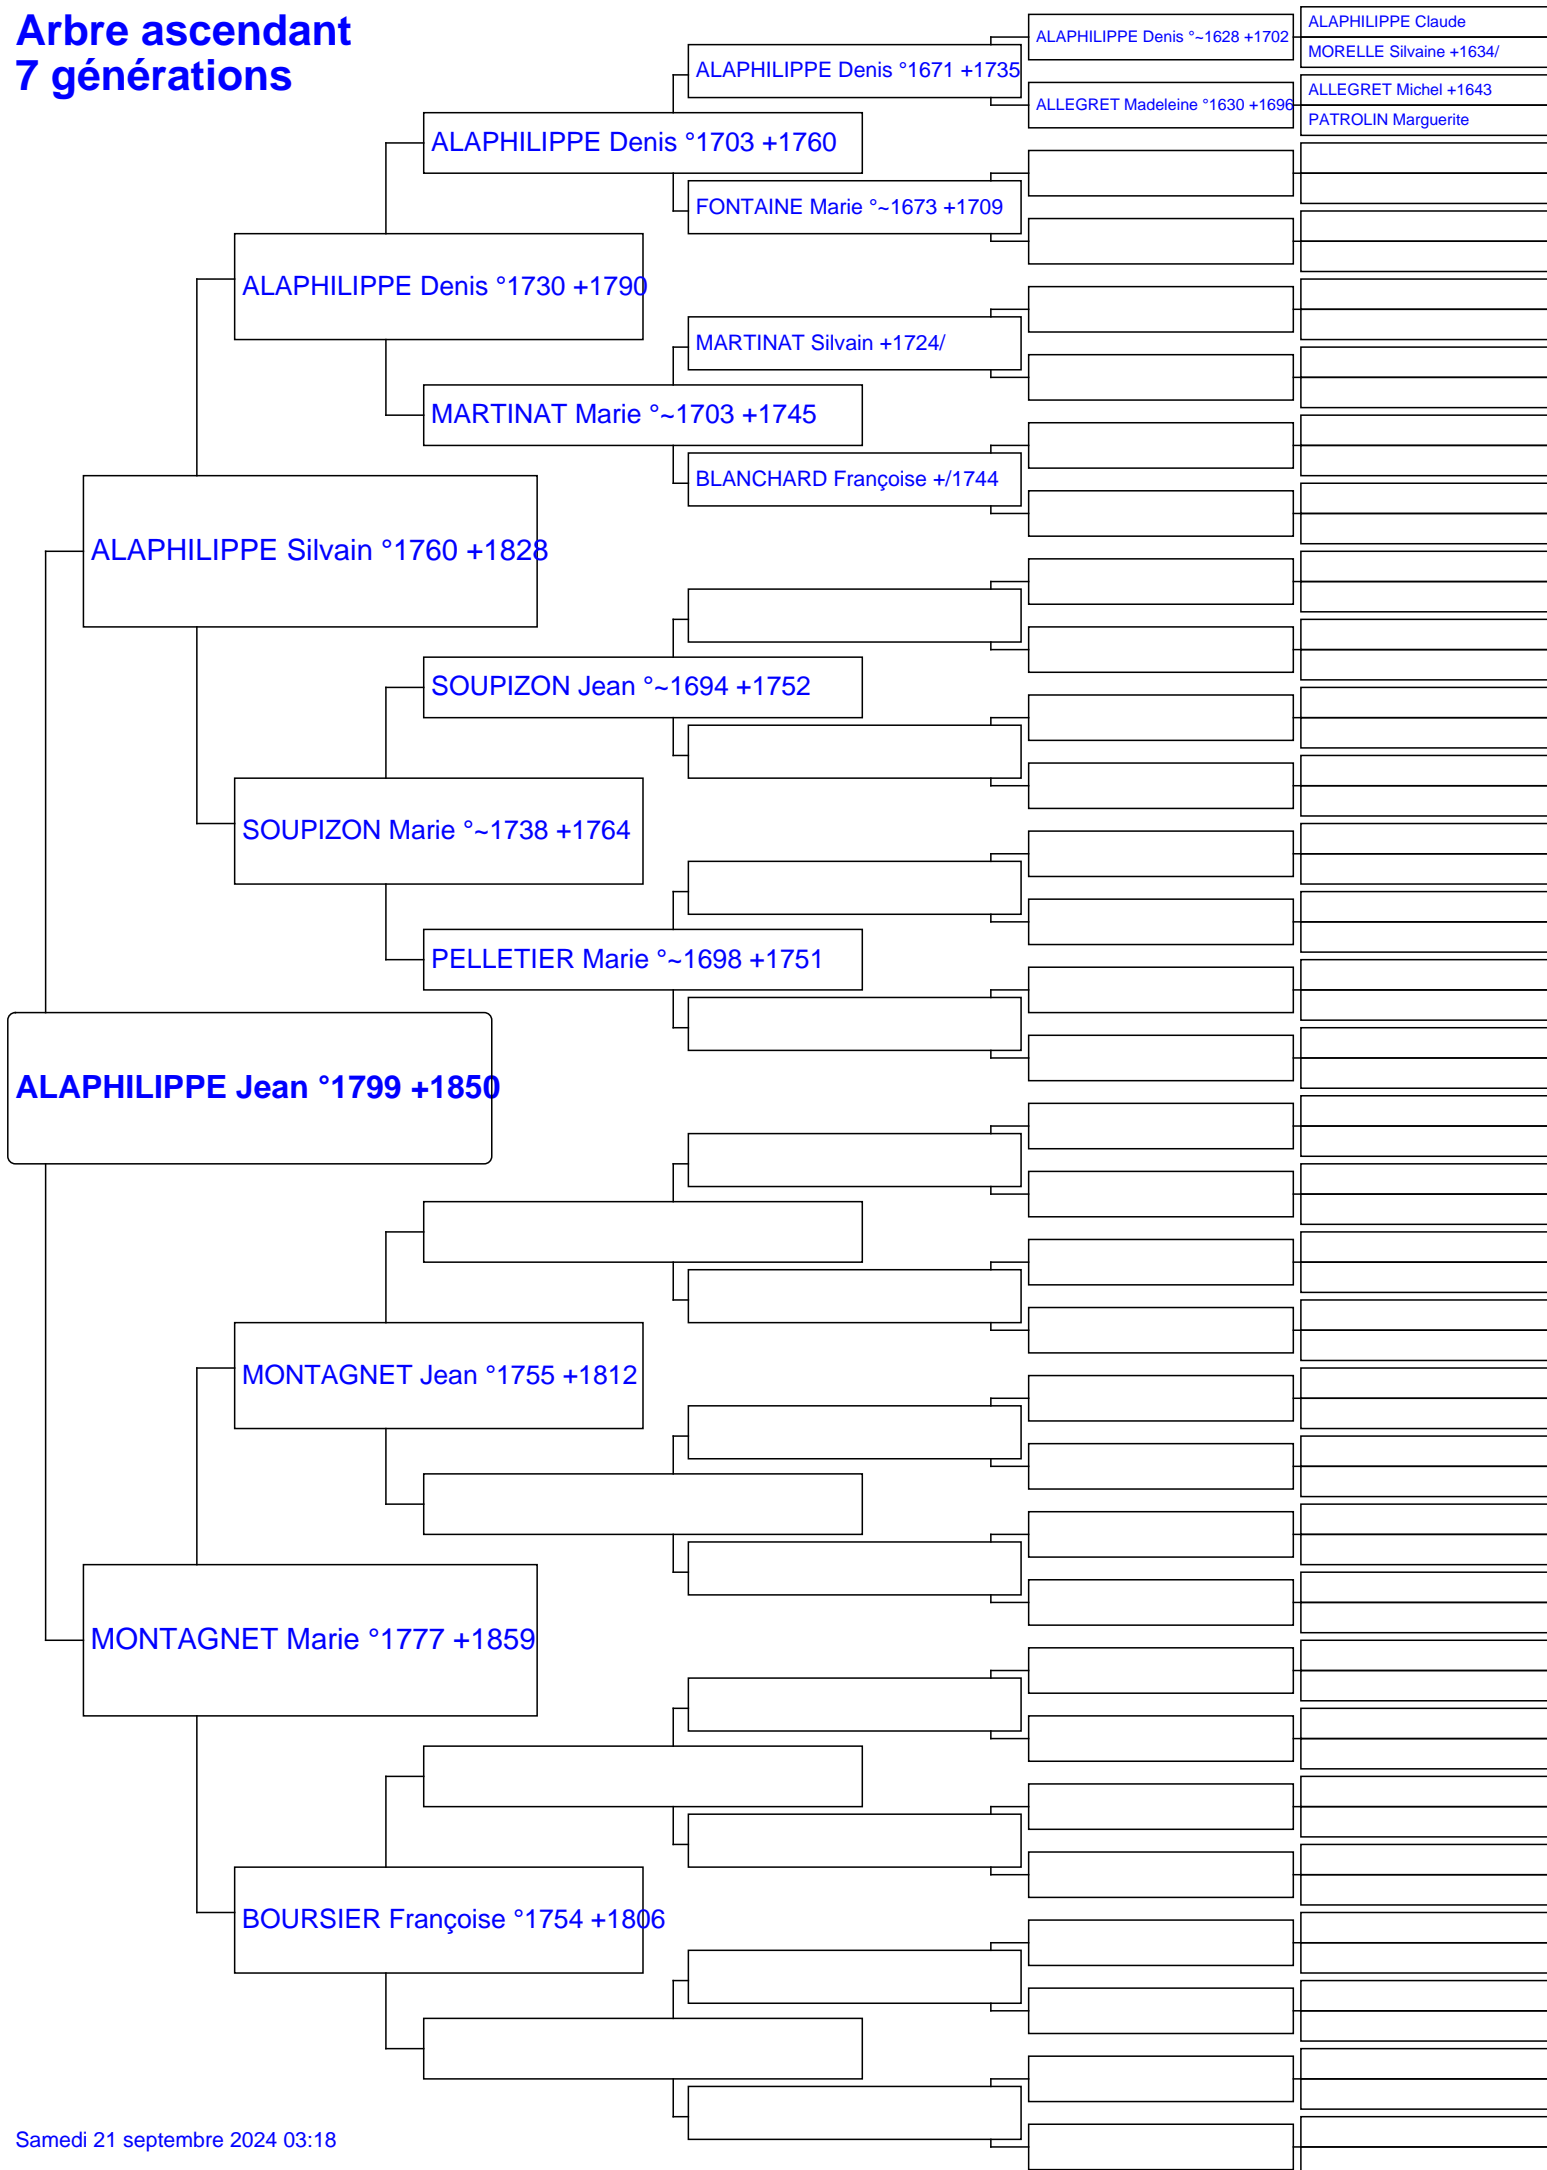 Arbre ascendant
7 générations
ALAPHILIPPE Claude
ALAPHILIPPE Denis °~1628 +1702
MORELLE Silvaine +1634/
ALAPHILIPPE Denis °1671 +1735
ALLEGRET Michel +1643
ALLEGRET Madeleine °1630 +1696
PATROLIN Marguerite
ALAPHILIPPE Denis °1703 +1760
FONTAINE Marie °~1673 +1709
ALAPHILIPPE Denis °1730 +1790
MARTINAT Silvain +1724/
MARTINAT Marie °~1703 +1745
BLANCHARD Françoise +/1744
ALAPHILIPPE Silvain °1760 +1828
SOUPIZON Jean °~1694 +1752
SOUPIZON Marie °~1738 +1764
PELLETIER Marie °~1698 +1751
ALAPHILIPPE Jean °1799 +1850
MONTAGNET Jean °1755 +1812
MONTAGNET Marie °1777 +1859
BOURSIER Françoise °1754 +1806
Samedi 21 septembre 2024 03:18